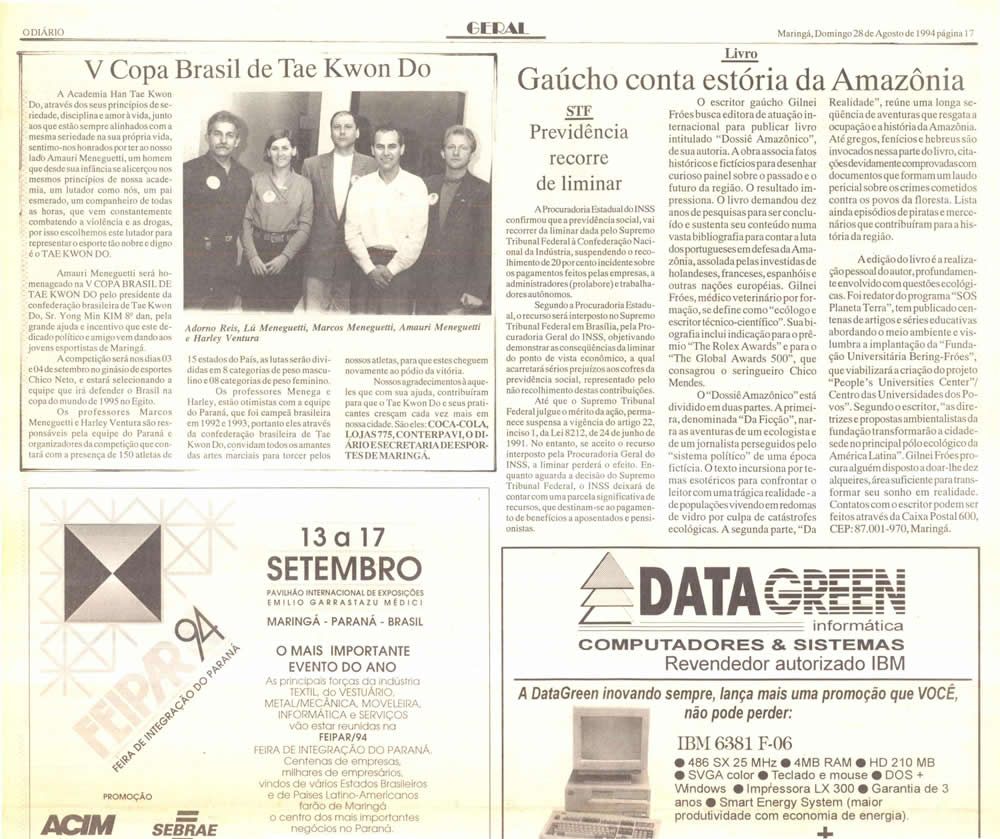 O DIÁRIO
GERAL
Maringá, Domingo 28 de Agosto de 1994 página 17
V Copa Brasil de Tae Kwon Do
A Academia Han Tae Kwon
Do, através dos seus princípios de se-
riedade, disciplina e amor à vida, junto
aos que estão sempre alinhados com a
mesma seriedade na sua própria vida,
sentimo-nos honrados por ter ao nosso
lado Amauri Meneguetti, um homem
que desde sua infância se alicerçou nos
mesmos princípios de nossa acade-
mia, um lutador como nós, um pai
esmerado, um companheiro de todas
as horas, que vem constantemente
combatendo a violência e as drogas,
por isso escolhemos este lutador para
representar o esporte tão nobre e digno
é o TAE KWON DO.
Amauri Meneguetti será ho-
menageado na V COPA BRASIL DE
TAE KWON DO pelo presidente da
confederação brasileira de Tae Kwon
Do, Sr. Yong Min KIM 8º dan, pela
grande ajuda e incentivo que este de-
dicado político e amigo vem dando aos
jovens esportistas de Maringá.
A competição será nos dias 03
e 04 de setembro no ginásio de esportes
Chico Neto, e estará selecionando a
equipe que irá defender o Brasil na
copa do mundo de 1995 no Egito.
Os professores Marcos
Meneguetti e Harley Ventura são res-
ponsáveis pela equipe do Paraná e
organizadores da competição que con-
tará com a presença de 150 atletas de
Adorno Reis, Lú Meneguetti, Marcos Meneguetti, Amauri Meneguetti
e Harley Ventura
15 estados do País, as lutas serão divi-
didas em 8 categorias de peso mascu-
lino e 08 categorias de peso feminino.
Os professores Menega e
Harley, estão otimistas com a equipe
do Paraná, que foi campeã brasileira
em 1992 e 1993, portanto eles através
da confederação brasileira de Tae
Kwon Do, convidam todos os amantes
das artes marciais para torcer pelos
nossos atletas, para que estes cheguem
novamente ao pódio da vitória.
Nossos agradecimentos à aque-
les que com sua ajuda, contribuíram
para que o Tae Kwon Do e seus prati-
cantes cresçam cada vez mais em
nossa cidade. São eles: COCA-COLA,
LOJAS 775, CONTERPAVI, O DI-
ÁRIO E SECRETARIA DE ESPOR-
TES DE MARINGÁ.
Livro
Gaúcho conta estória da Amazônia
STF
Previdência
recorre
de liminar
A Procuradoria Estadual do INSS
confirmou que a previdência social, vai
recorrer da liminar dada pelo Supremo
Tribunal Federal à Confederação Nacio-
nal da Indústria, suspendendo o reco-
lhimento de 20 por cento incidente sobre
os pagamentos feitos pelas empresas, a
administradores (prolabore) e trabalha-
dores autônomos.
Segundo a Procuradoria Estadu-
al, o recurso será interposto no Supremo
Tribunal Federal em Brasília, pela Pro-
curadoria Geral do INSS, objetivando
demonstrar as conseqüências da liminar
do ponto de vista econômico, a qual
acarretará sérios prejuízos aos cofres da
previdência social, representado pelo
não recolhimento destas contribuições.
Até que o Supremo Tribunal
Federal julgue o mérito da ação, perma-
nece suspensa a vigência do artigo 22,
inciso 1, da Lei 8212, de 24 de junho de
1991. No entanto, se aceito o recurso
interposto pela Procuradoria Geral do
INSS, a liminar perderá o efeito. En-
quanto aguarda a decisão do Supremo
Tribunal Federal, o INSS deixará de
contar com uma parcela significativa de
recursos, que destinam-se ao pagamen-
to de benefícios a aposentados e pensi-
onistas.
O escritor gaúcho Gilnei
Fróes busca editora de atuação in-
ternacional para publicar livro
intitulado "Dossiê Amazônico",
de sua autoria. A obra associa fatos
históricos e fictícios para desenhar
curioso painel sobre o passado e o
futuro da região. O resultado im-
pressiona. O livro demandou dez
anos de pesquisas para ser conclu-
ído e sustenta seu conteúdo numa
vasta bibliografia para contar a luta
dos portugueses em defesa da Ama-
zônia, assolada pelas investidas de
holandeses, franceses, espanhóis e
outras nações européias. Gilnei
Fróes, médico veterinário por for-
mação, se define como "ecólogo e
escritor técnico-científico". Sua bi-
ografia inclui indicação para o prê-
mio "The Rolex Awards" e para o
"The Global Awards 500", que
consagrou o seringueiro Chico
Mendes.
O "Dossiê Amazônico" está
dividido em duas partes. A primei-
ra, denominada "Da Ficção", nar-
ra as aventuras de um ecologista e
de um jornalista perseguidos pelo
"sistema político" de uma época
fictícia. O texto incursiona por te-
mas esotéricos para confrontar o
leitor com uma trágica realidade - a
de populações vivendo em redomas
de vidro por culpa de catástrofes
ecológicas. A segunda parte, "Da
Realidade", reúne uma longa se-
qüência de aventuras que resgata a
ocupação e a história da Amazônia.
Até gregos, fenícios e hebreus são
invocados nessa parte do livro, cita-
ções devidamente comprovadas com
documentos que formam um laudo
pericial sobre os crimes cometidos
contra os povos da floresta. Lista
ainda episódios de piratas e merce-
nários que contribuíram para a his-
tória da região.
A edição do livro é a realiza-
ção pessoal do autor, profundamen-
te envolvido com questões ecológi-
cas. Foi redator do programa "SOS
Planeta Terra", tem publicado cen-
tenas de artigos e séries educativas
abordando o meio ambiente e vis-
lumbra a implantação da "Funda-
ção Universitária Bering-Fróes",
que viabilizará a criação do projeto
"People's Universities Center"/
Centro das Universidades dos Po-
vos". Segundo o escritor, "as dire-
trizes e propostas ambientalistas da
fundação transformarão a cidade-
sede no principal pólo ecológico da
América Latina". Gilnei Fróes pro-
cura alguém disposto a doar-lhe dez
alqueires, área suficiente para trans-
formar seu sonho em realidade.
Contatos com o escritor podem ser
feitos através da Caixa Postal 600,
CEP: 87.001-970, Maringá.
FEIPAR 94
FEIRA DE INTEGRAÇÃO DO PARANÁ
PROMOÇÃO
ACIM
SEBRAE
13 a 17
SETEMBRO
PAVILHÃO INTERNACIONAL DE EXPOSIÇÕES
EMILIO GARRASTAZU MÉDICI
MARINGÁ - PARANÁ - BRASIL
O MAIS IMPORTANTE
EVENTO DO ANO
As principais forças da indústria
TEXTIL, do VESTUÁRIO,
METAL/MECÂNICA, MOVELEIRA,
INFORMÁTICA e SERVIÇOS
vão estar reunidas na
FEIPAR/94
FEIRA DE INTEGRAÇÃO DO PARANÁ.
Centenas de empresas,
milhares de empresários,
vindos de vários Estados Brasileiros
e de Países Latino-Americanos
farão de Maringá
o centro dos mais importantes
negócios no Paraná.
DATA GREEN
informática
COMPUTADORES & SISTEMAS
Revendedor autorizado IBM
A DataGreen inovando sempre, lança mais uma promoção que VOCÊ,
não pode perder:
IBM 6381 F-06
● 486 SX 25 MHz ● 4MB RAM ● HD 210 MB
● SVGA color ● Teclado e mouse ● DOS +
Windows ● Impressora LX 300 ● Garantia de 3
anos ● Smart Energy System (maior
produtividade com economia de energia).
+